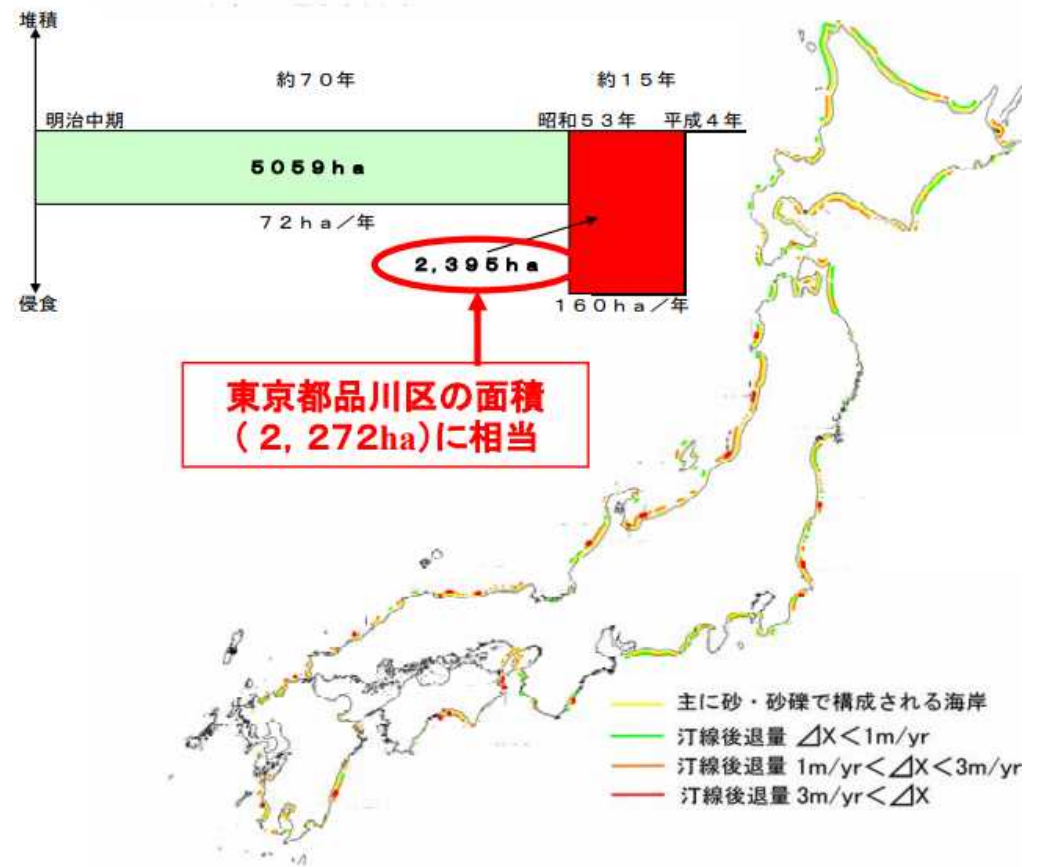 堆積
約70年
約15年
明治中期
昭和53年
平成4年
5059ha
72ha/年
2,395ha
侵食
160ha/年
東京都品川区の面積
(2,272ha)に相当
主に砂・砂礫で構成される海岸
汀線後退量 ⊿X<1m/yr
汀線後退量 1m/yr<⊿X<3m/yr
汀線後退量 3m/yr<⊿X